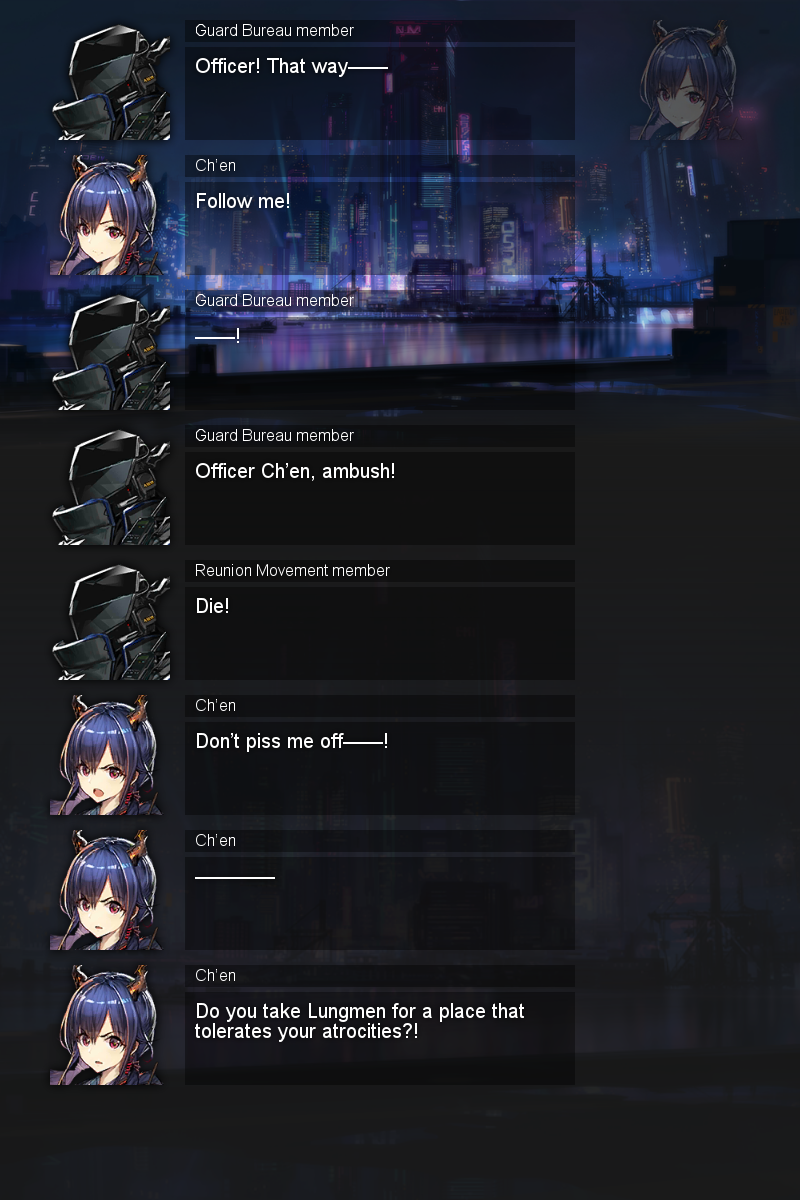 Guard Bureau member
Officer! That way——
Ch'en
Follow me!
Guard Bureau member
——!
Guard Bureau member
Officer Ch'en, ambush!
Reunion Movement member
Die!
Ch'en
Don't piss me off——!
Ch'en
————
Ch'en
Do you take Lungmen for a place that
tolerates your atrocities?!